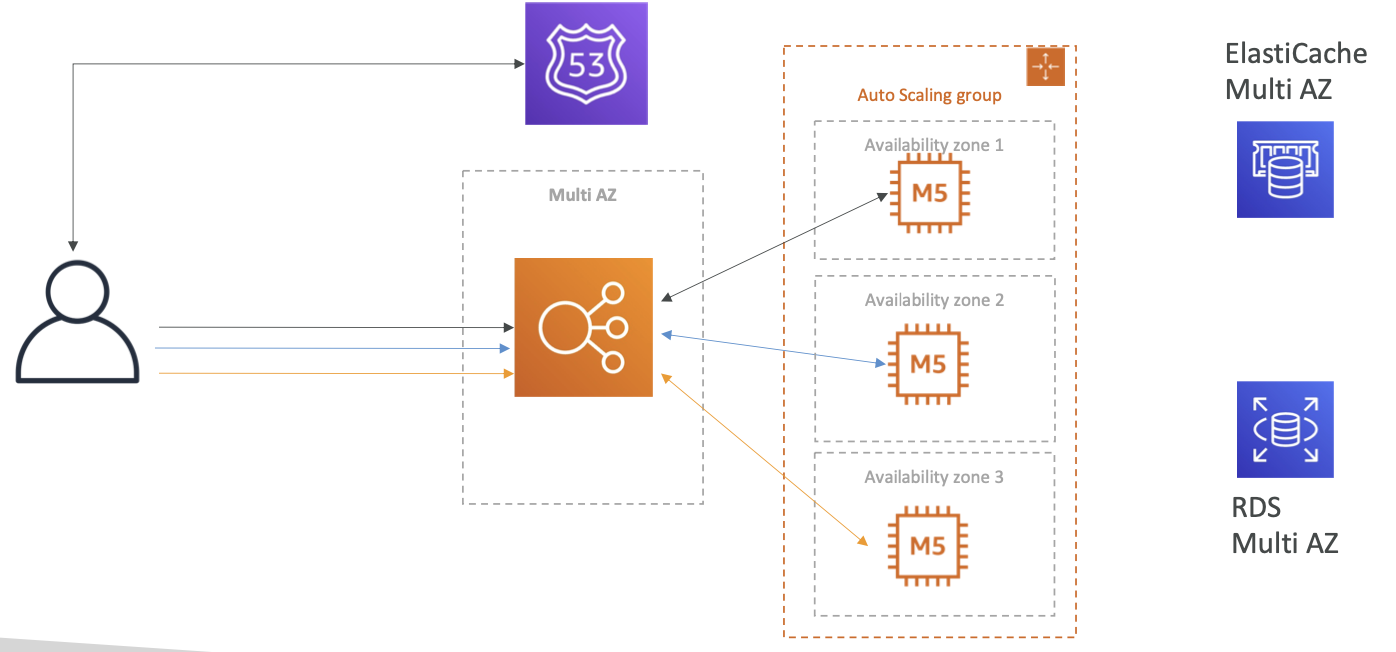 53
Multi AZ
Auto Scaling group
Availability zone 1
M5
Availability zone 2
M5
Availability zone 3
M5
ElastiCache
Multi AZ
RDS
Multi AZ